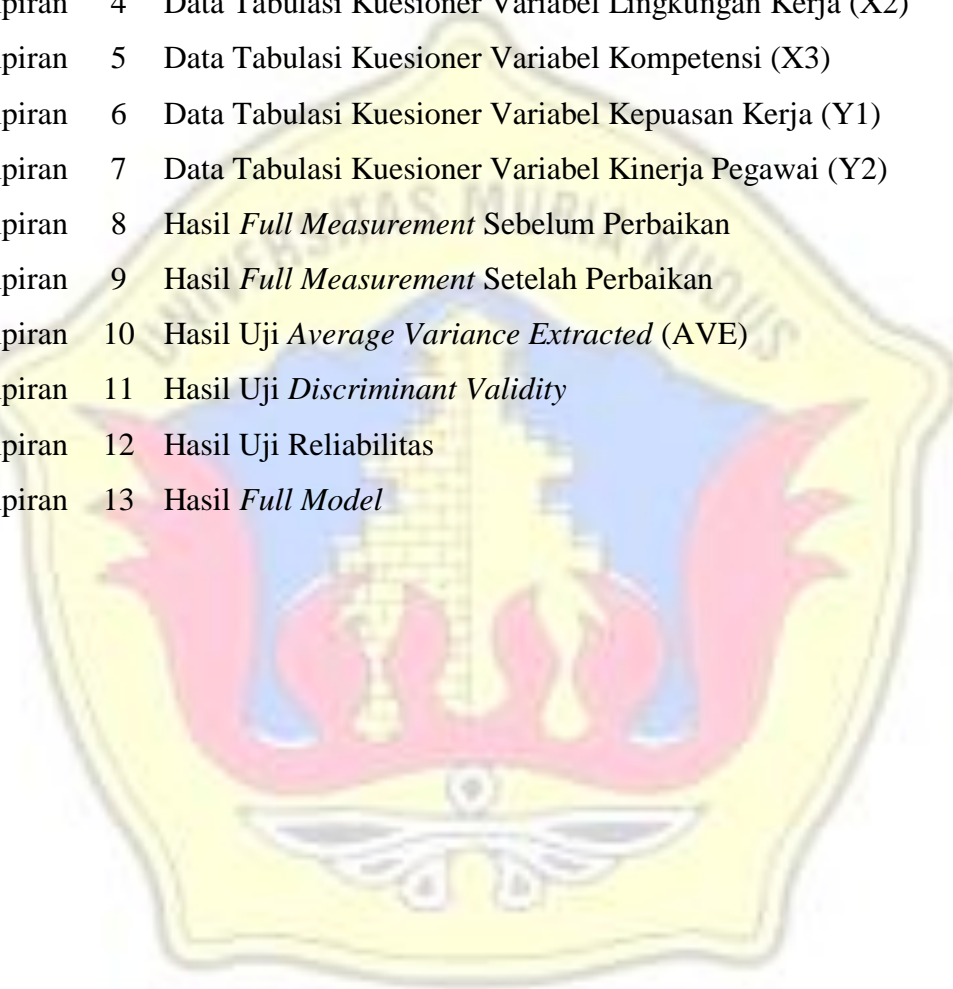 piran 4 Data Tabulasi Kuesioner Variabel Lingkungan Kerja (X2)
piran 5 Data Tabulasi Kuesioner Variabel Kompetensi (X3)
piran 6 Data Tabulasi Kuesioner Variabel Kepuasan Kerja (Y1)
piran 7 Data Tabulasi Kuesioner Variabel Kinerja Pegawai (Y2)
piran 8 Hasil Full Measurement Sebelum Perbaikan
piran 9 Hasil Full Measurement Setelah Perbaikan
piran 10 Hasil Uji Average Variance Extracted (AVE)
piran 11 Hasil Uji Discriminant Validity
piran 12 Hasil Uji Reliabilitas
piran 13 Hasil Full Model
UNIVERSITAS MURIA KUDUS